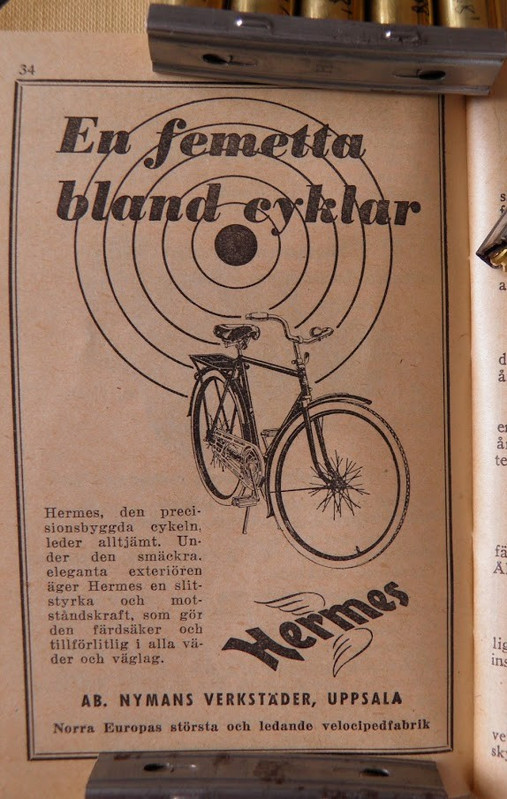 34
En femetta
bland cyklar
Hermes, den preci-
sionsbyggda cykeln,
leder alltjämt. Un-
der den smäckra,
eleganta exteriören
äger Hermes en slit-
styrka och mot-
ståndskraft, som gör
den färdsäker och
tillförlitlig i alla vä-
der och väglag.
Hermes
AB. NYMANS VERKSTÄDER, UPPSALA
Norra Europas största och ledande velocipedfabrik